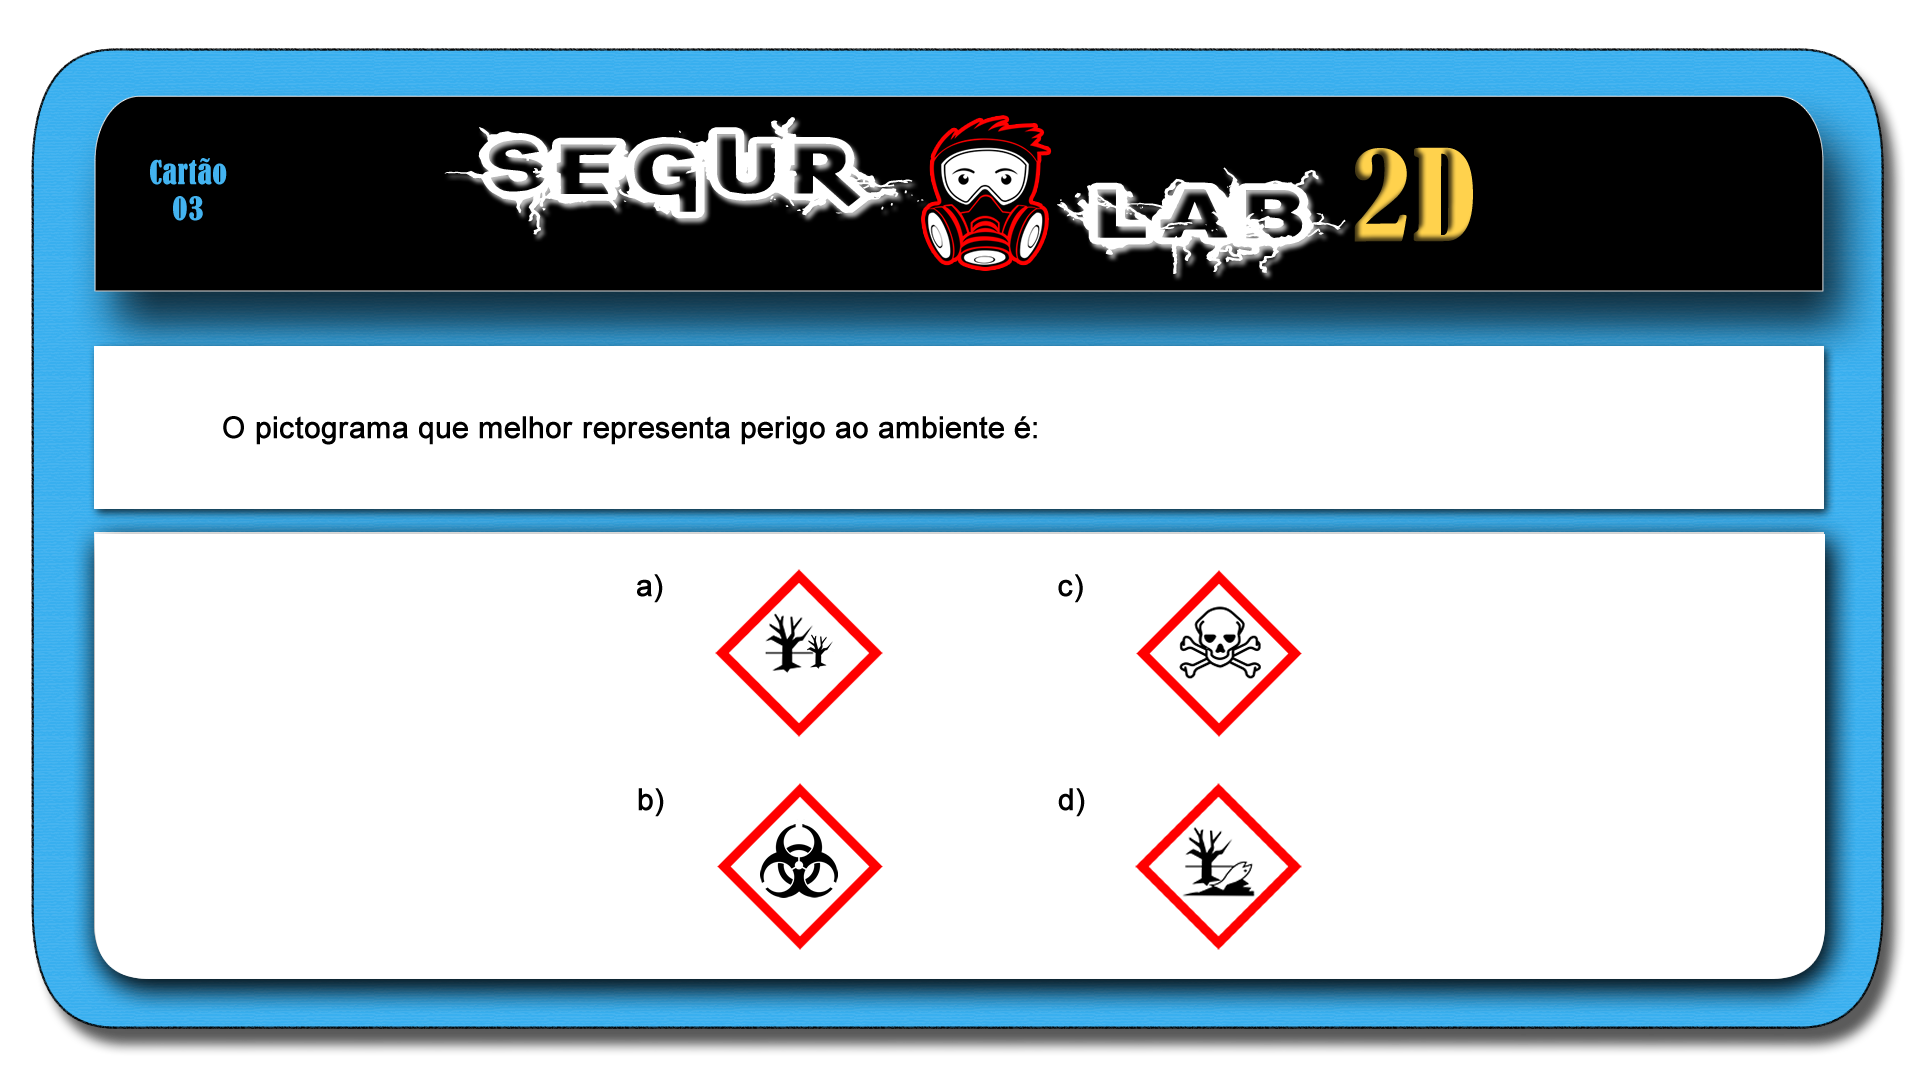 Cartão
03
SEGUR LAB 2D
O pictograma que melhor representa perigo ao ambiente é:
a)
c)
b)
d)